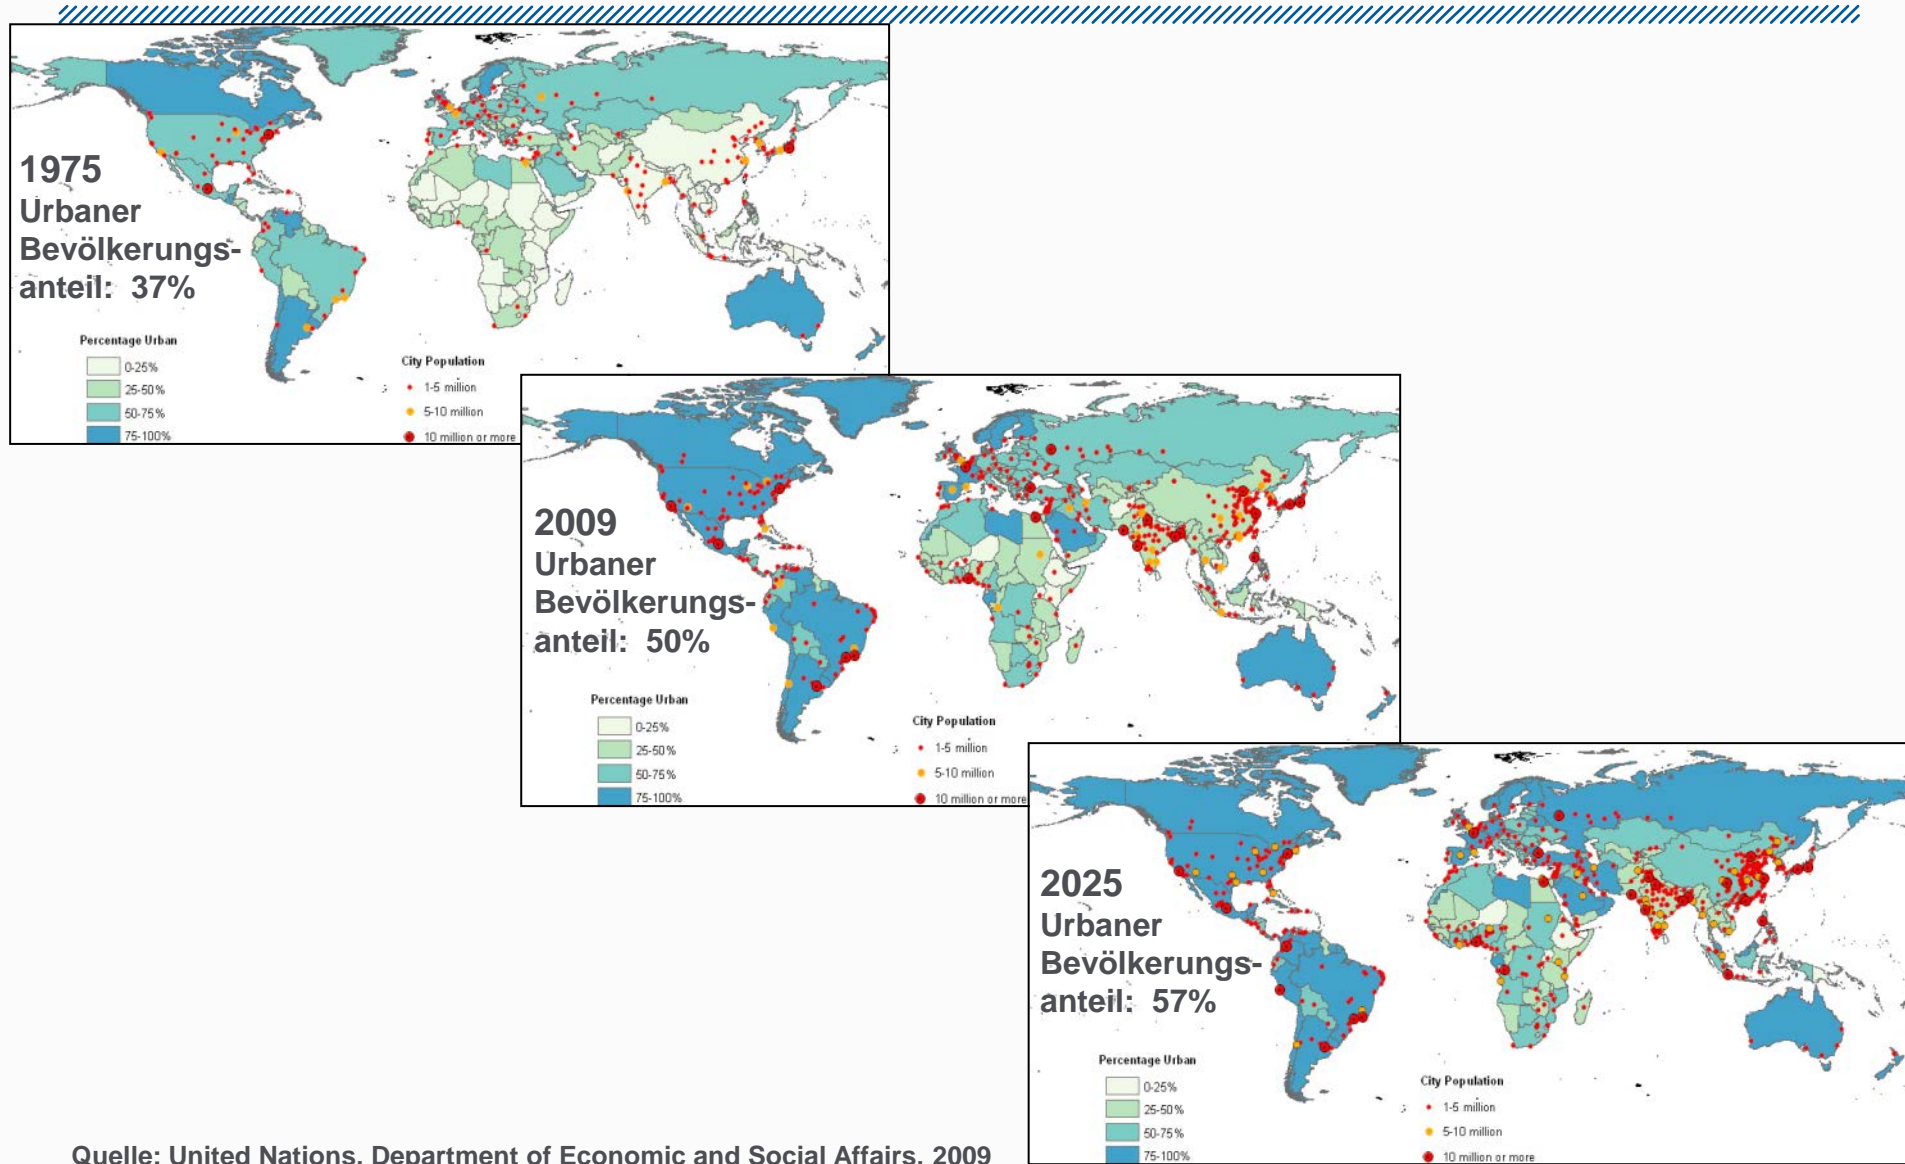 1975
Urbaner
Bevölkerungs-
anteil: 37%
Percentage Urban
0-25%
25-50%
50-75%
75-100%
City Population
1-5 million
5-10 million
10 million or more
2009
Urbaner
Bevölkerungs-
anteil: 50%
Percentage Urban
0-25%
25-50%
50-75%
75-100%
City Population
1-5 million
5-10 million
10 million or more
2025
Urbaner
Bevölkerungs-
anteil: 57%
Percentage Urban
0-25%
25-50%
50-75%
75-100%
City Population
1-5 million
5-10 million
10 million or more
Quelle: United Nations, Department of Economic and Social Affairs, 2009